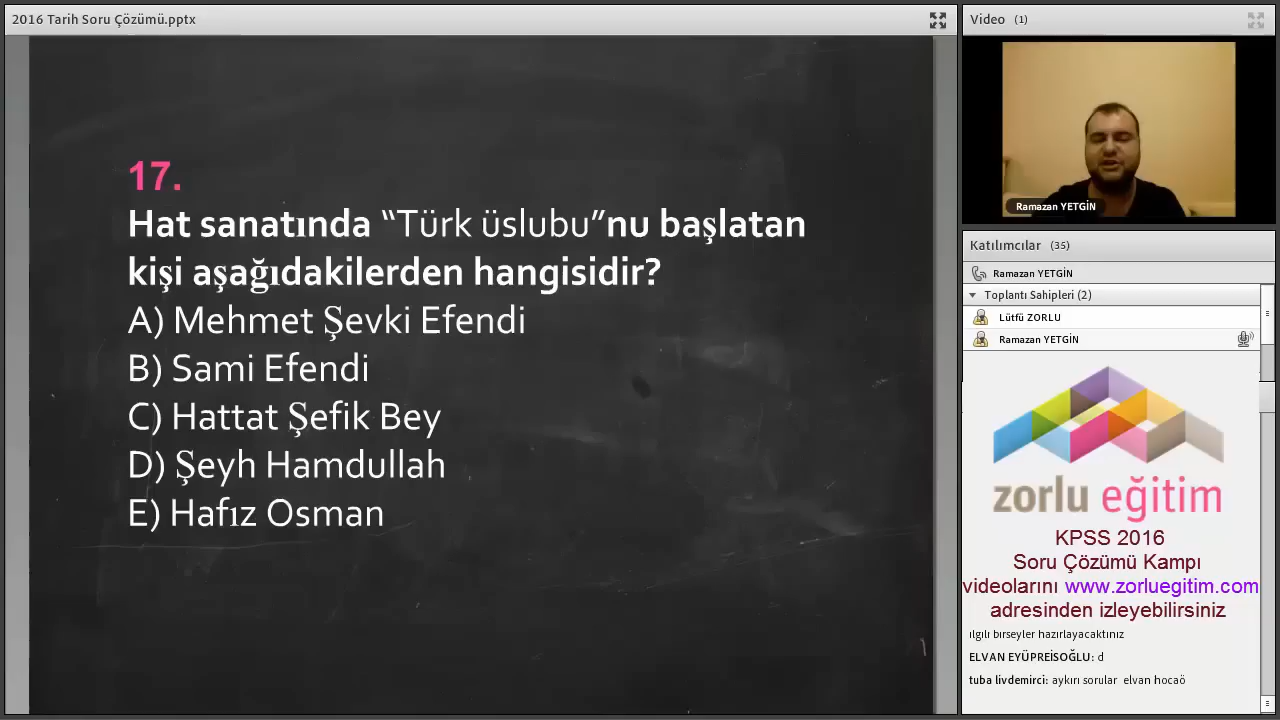 2016 Tarih Soru Çözümü.pptx
17.
Hat sanatında “Türk üslubu”nu başlatan
kişi aşağıdakilerden hangisidir?
A) Mehmet Şevki Efendi
B) Sami Efendi
C) Hattat Şefik Bey
D) Şeyh Hamdullah
E) Hafız Osman
Video (1)
Ramazan YETGİN
Katılımcılar (35)
Ramazan YETGİN
Toplantı Sahipleri (2)
Lütfü ZORLU
Ramazan YETGİN
zorlu eğitim
KPSS 2016
Soru Çözümü Kampı
videolarını www.zorluegitim.com
adresinden izleyebilirsiniz
ılgılı bırseyler hazırlayacaktınız
ELVAN EYÜPREİSOĞLU: d
tuba livdemirci: aykırı sorular elvan hocaö